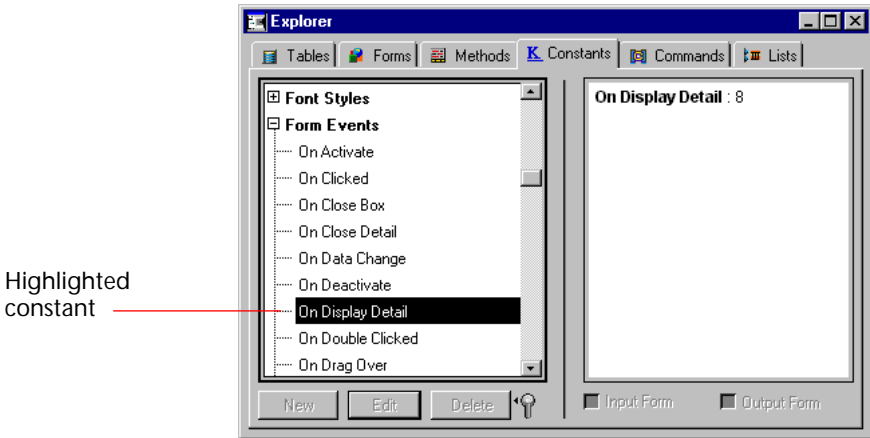 Explorer
Tables Forms Methods K Constants Commands Lists
Font Styles
Form Events
On Activate
On Clicked
On Close Box
On Close Detail
On Data Change
On Deactivate
On Display Detail
On Double Clicked
On Drag Over
On Display Detail : 8
Highlighted
constant
New Edit Delete
Input Form Output Form